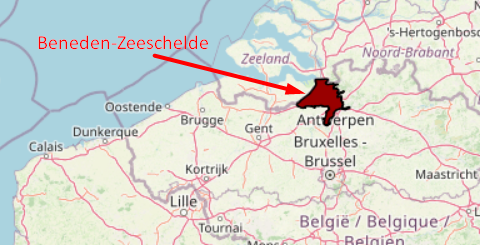 's-Hertogenbosc
Beneden-Zeeschelde
Zeeland
Noord-Brabant
Oostende
Brugge
Antwerpen
Dunkerque
Gent
Bruxelles -
Brussel
Calais
Kortrijk
Maastricht
Lille
Tournai
België / Belgique /